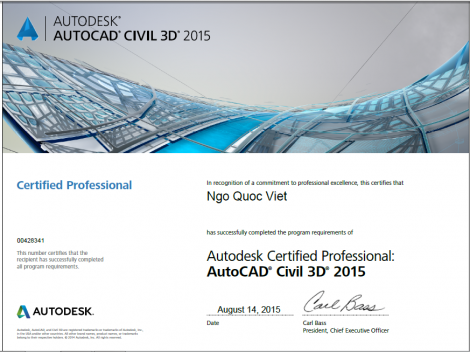 AUTODESK®
AUTOCAD® CIVIL 3D® 2015
Certified Professional
In recognition of a commitment to professional excellence, this certifies that
Ngo Quoc Viet
has successfully completed the program requirements of
00428341
This number certifies that the
recipient has successfully completed
all program requirements.
Autodesk Certified Professional:
AutoCAD® Civil 3D® 2015
AUTODESK.
August 14, 2015
Carl Bass
Date
Carl Bass
President, Chief Executive Officer
Autodesk, AutoCAD, and Civil 3D are registered trademarks or trademarks of Autodesk, Inc.,
in the USA and/or other countries. All other brand names, product names, or trademarks
belong to their respective holders. © 2014 Autodesk, Inc. All rights reserved.